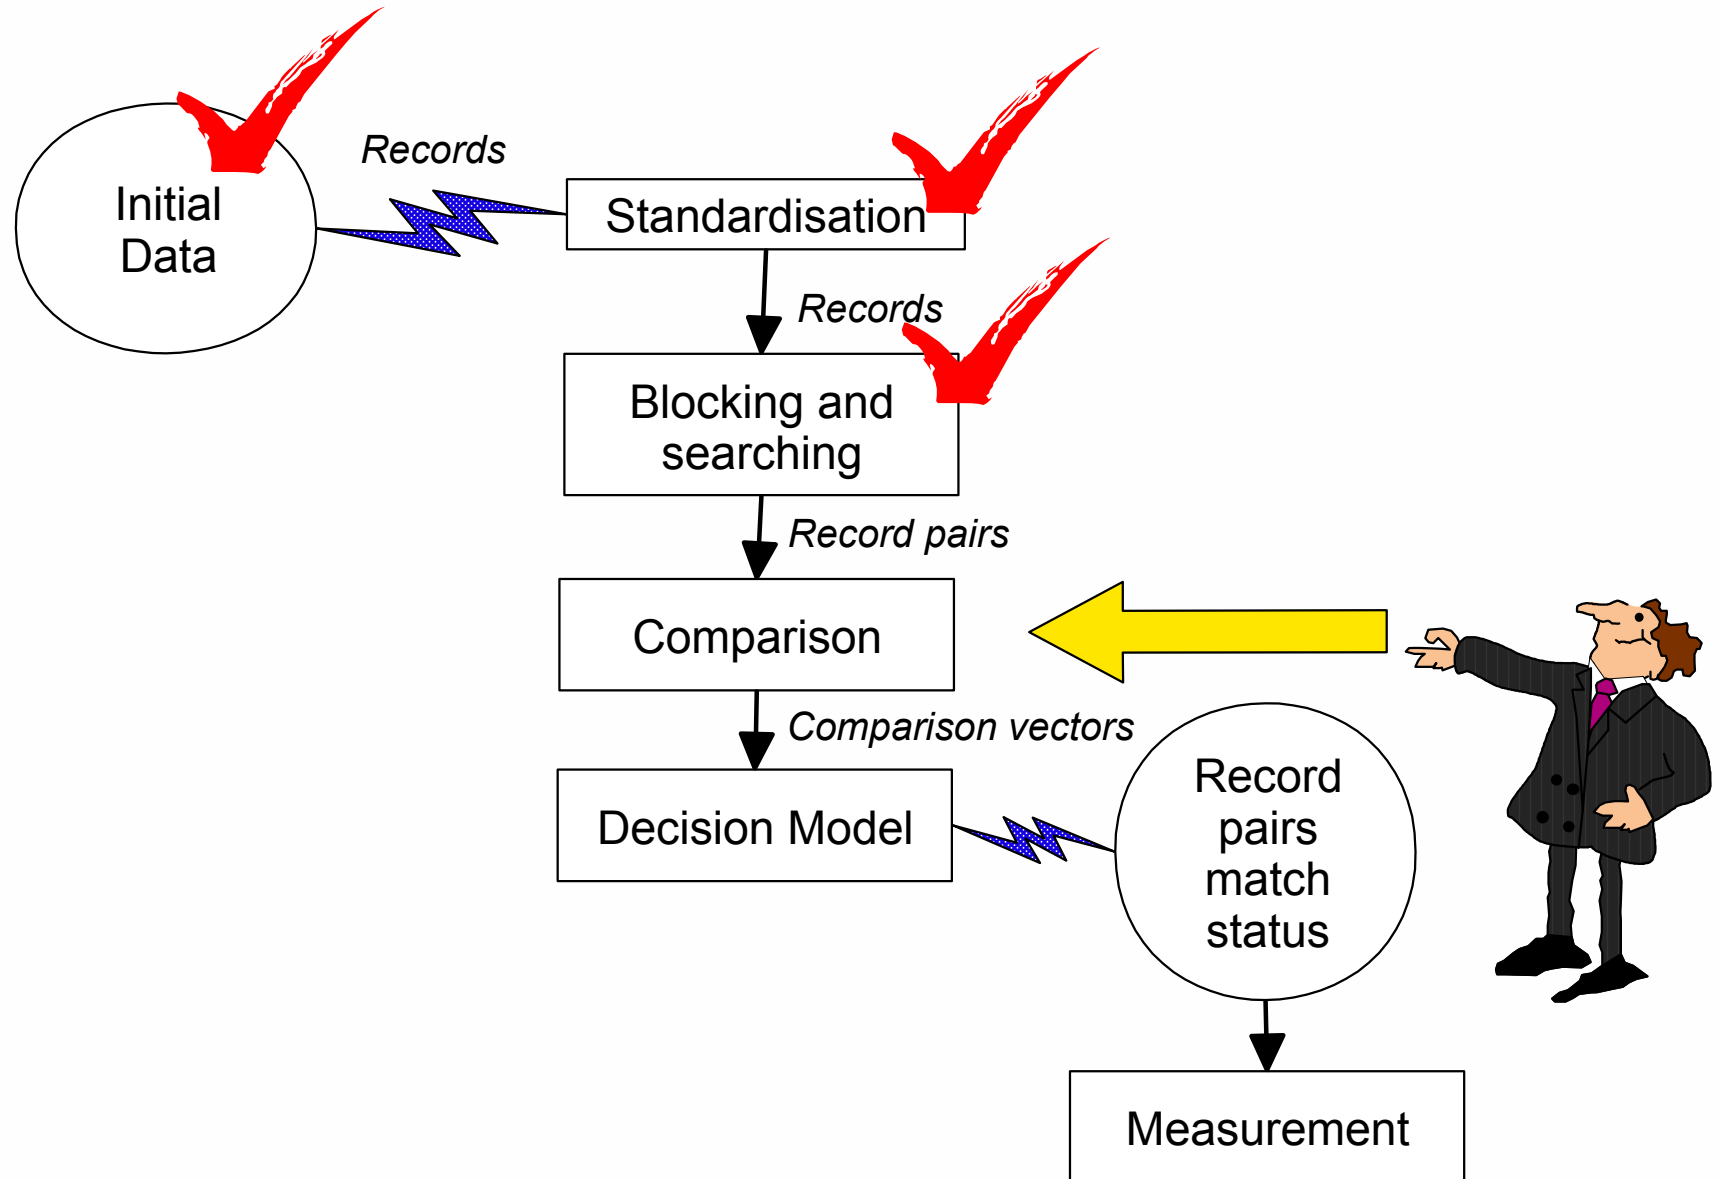 Records
Initial
Data
Standardisation
Records
Blocking and
searching
Record pairs
Comparison
Comparison vectors
Decision Model
Record
pairs
match
status
Measurement